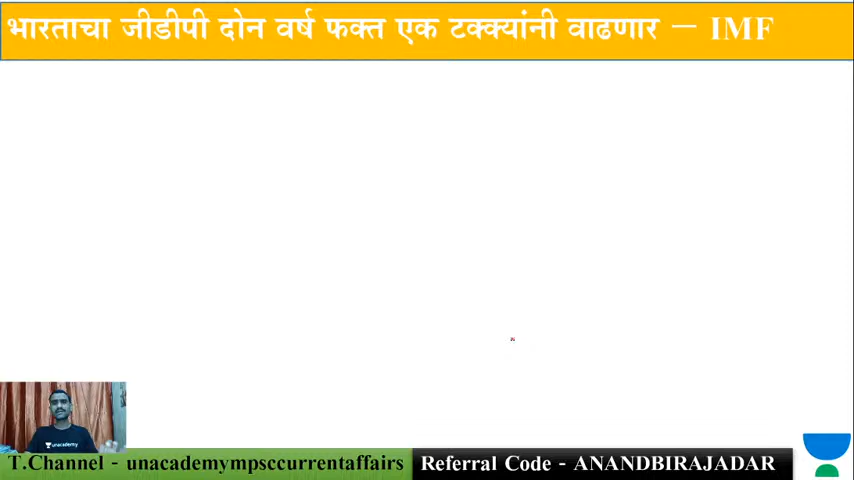 भारताचा जीडीपी दोन वर्ष फक्त एक टक्क्यांनी वाढणार – IMF
unacademy
T.Channel - unacademympsccurrentaffairs
Referral Code - ANANDBIRAJADAR